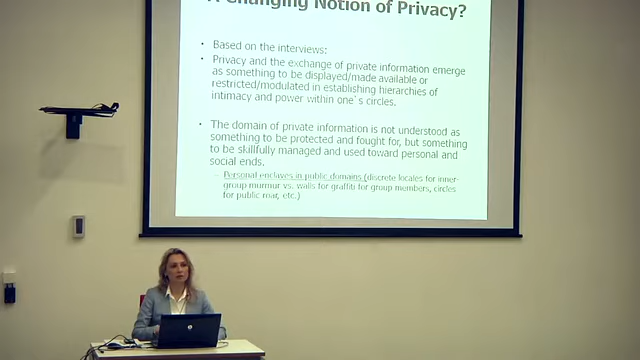 A Changing Notion of Privacy?
• Based on the interviews:
• Privacy and the exchange of private information emerge
as something to be displayed/made available or
restricted/modulated in establishing hierarchies of
intimacy and power within one`s circles.
• The domain of private information is not understood as
something to be protected and fought for, but something
to be skillfully managed and used toward personal and
social ends.
– Personal enclaves in public domains (discrete locales for inner-
group murmur vs. walls for graffiti for group members, circles
for public roar, etc.)